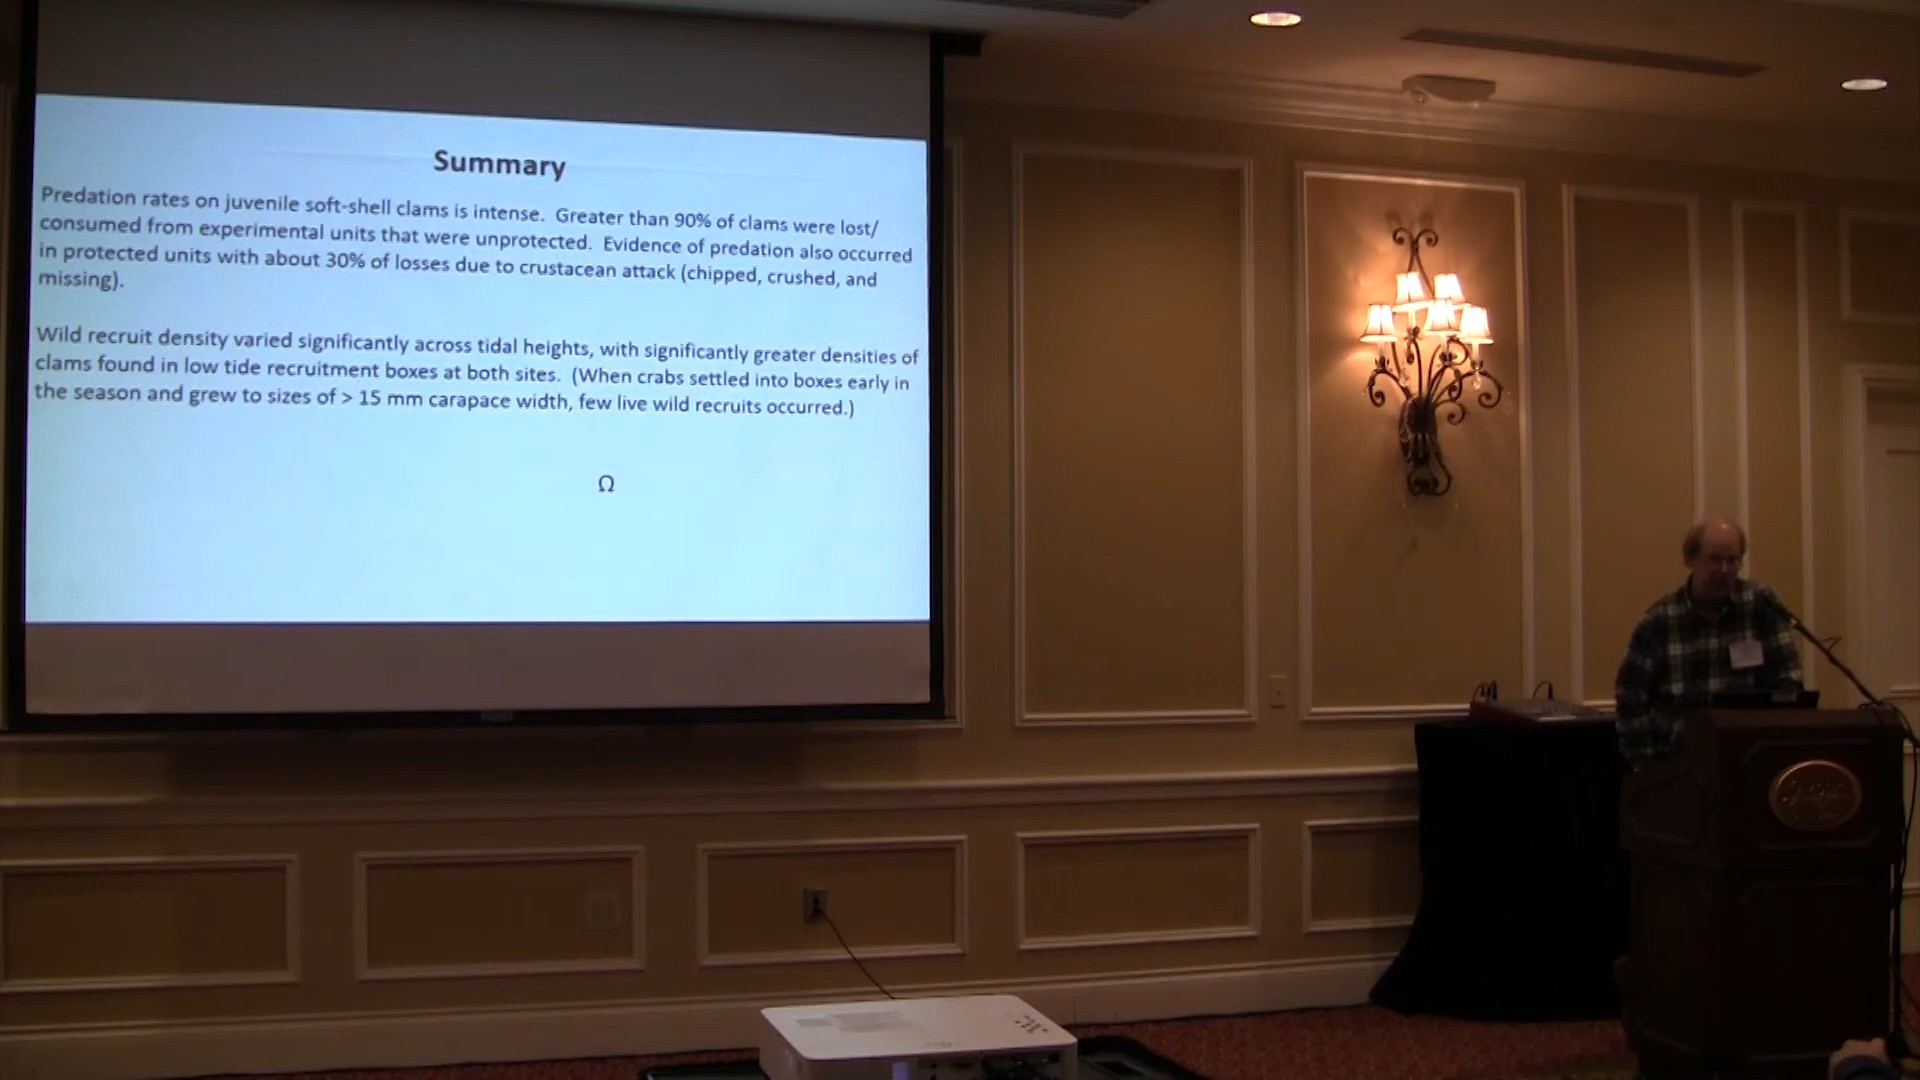 Summary
Predation rates on juvenile soft-shell clams is intense. Greater than 90% of clams were lost/
consumed from experimental units that were unprotected. Evidence of predation also occurred
in protected units with about 30% of losses due to crustacean attack (chipped, crushed, and
missing).
Wild recruit density varied significantly across tidal heights, with significantly greater densities of
clams found in low tide recruitment boxes at both sites. (When crabs settled into boxes early in
the season and grew to sizes of > 15 mm carapace width, few live wild recruits occurred.)
Ω